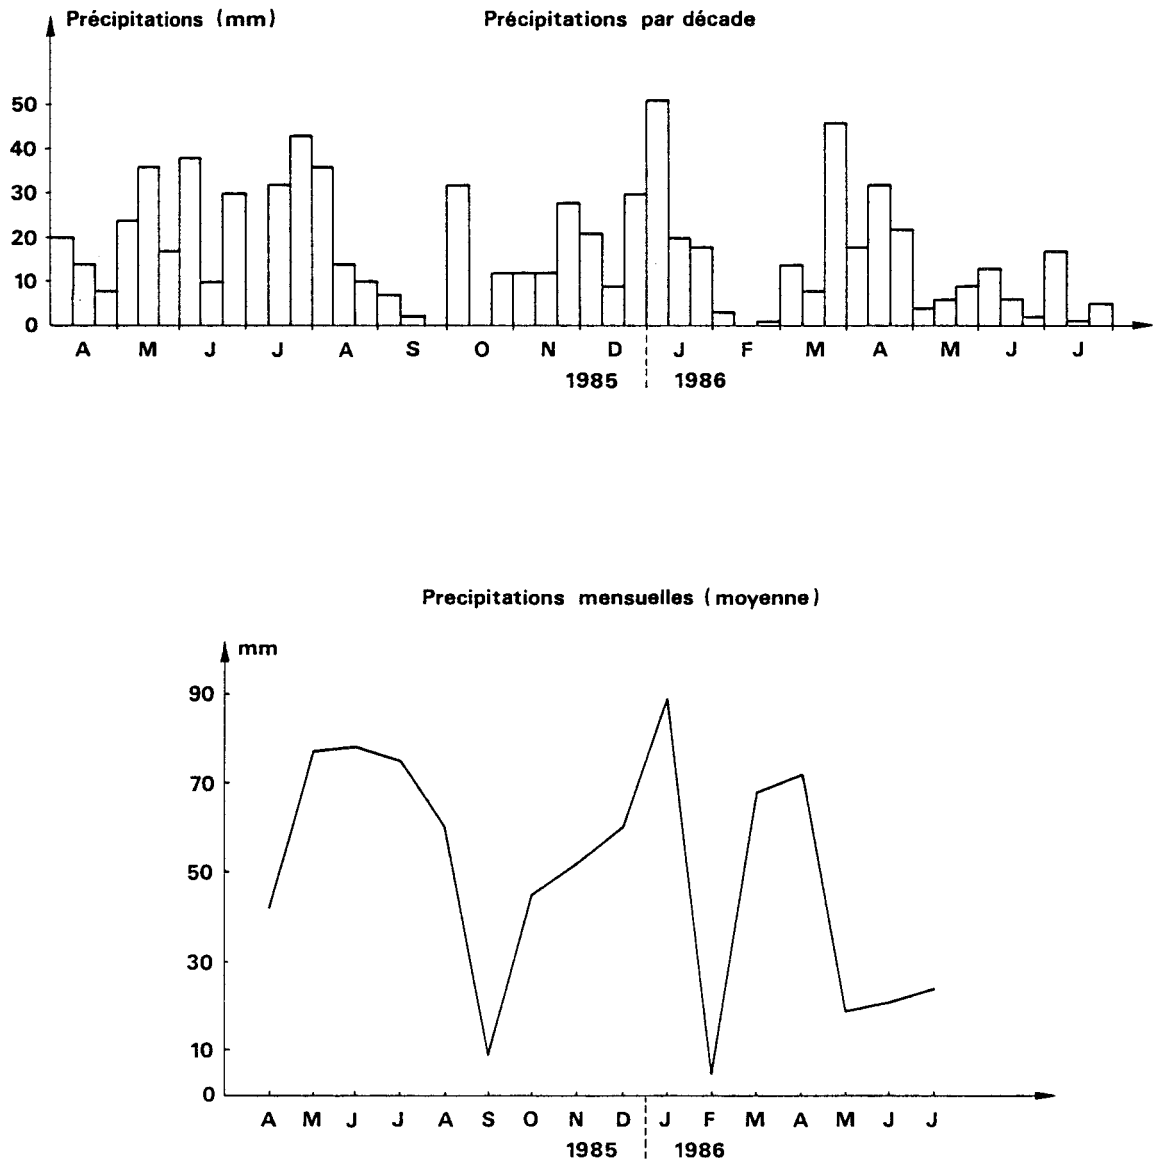 Précipitations (mm)
Précipitations par décade
50
40
30
20
10
0
A M J J A S O N D J F M A M J J
1985 1986
Precipitations mensuelles (moyenne)
mm
90
70
50
30
10
0
A M J J A S O N D J F M A M J J
1985 1986